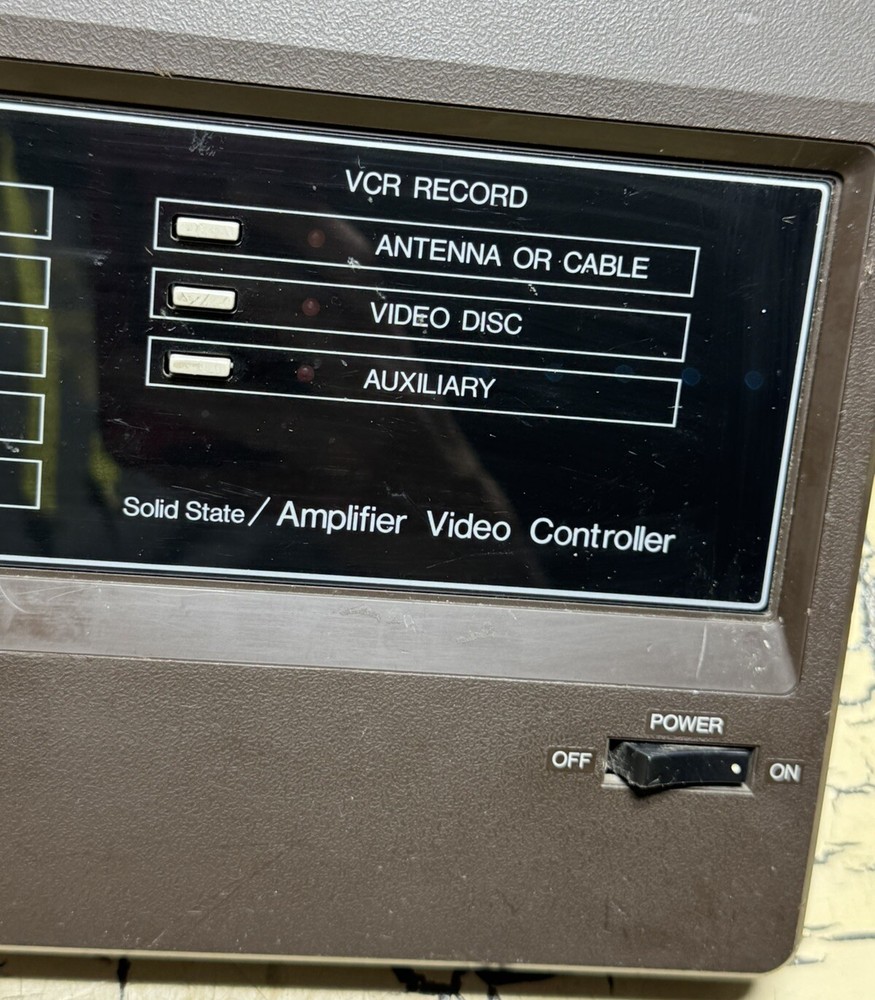 VCR RECORD
ANTENNA OR CABLE
VIDEO DISC
AUXILIARY
Solid State / Amplifier Video Controller
POWER
OFF
ON